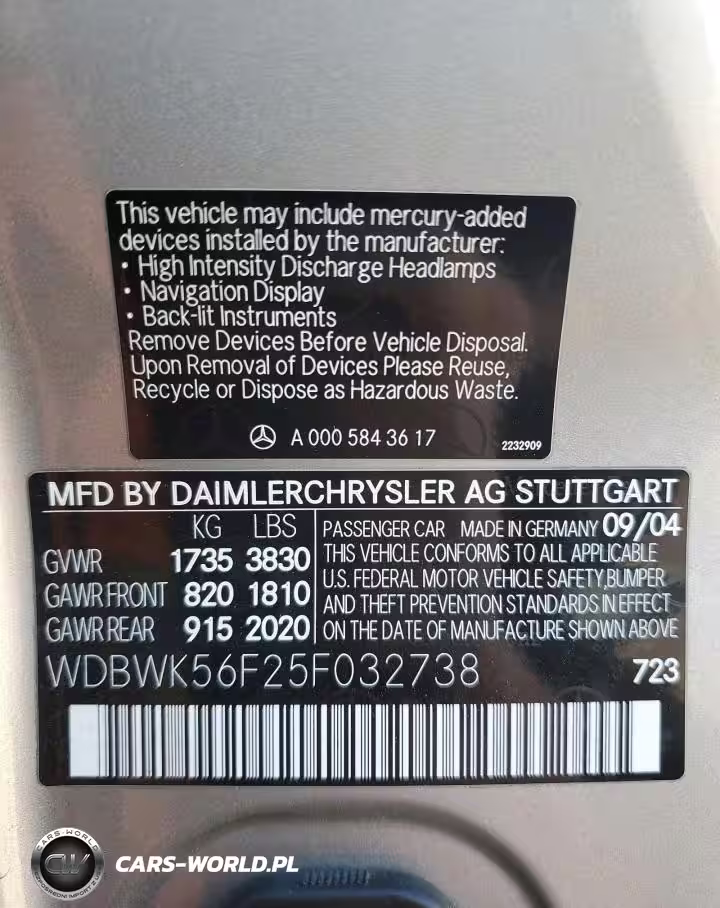 This vehicle may include mercury-added
devices installed by the manufacturer:
• High Intensity Discharge Headlamps
• Navigation Display
• Back-lit Instruments
Remove Devices Before Vehicle Disposal.
Upon Removal of Devices Please Reuse,
Recycle or Dispose as Hazardous Waste.
A 000 584 36 17
2232909
MFD BY DAIMLERCHRYSLER AG STUTTGART
KG LBS
GVWR 1735 3830
GAWR FRONT 820 1810
GAWR REAR 915 2020
PASSENGER CAR MADE IN GERMANY 09/04
THIS VEHICLE CONFORMS TO ALL APPLICABLE
U.S. FEDERAL MOTOR VEHICLE SAFETY, BUMPER
AND THEFT PREVENTION STANDARDS IN EFFECT
ON THE DATE OF MANUFACTURE SHOWN ABOVE
WDBWK56F25F032738 723
CARS-WORLD
CW
CARS-WORLD.PL